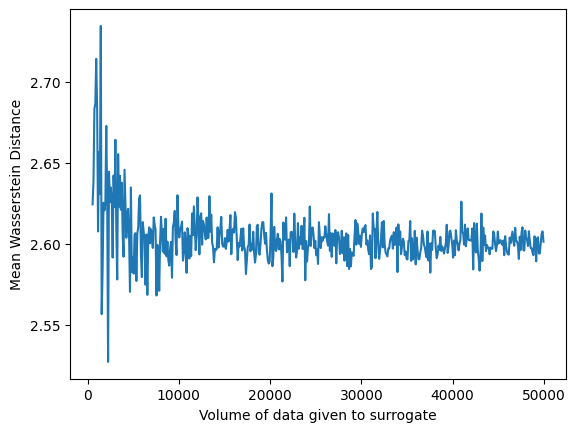 Mean Wasserstein Distance
2.70
2.65
2.60
2.55
0 10000 20000 30000 40000 50000
Volume of data given to surrogate